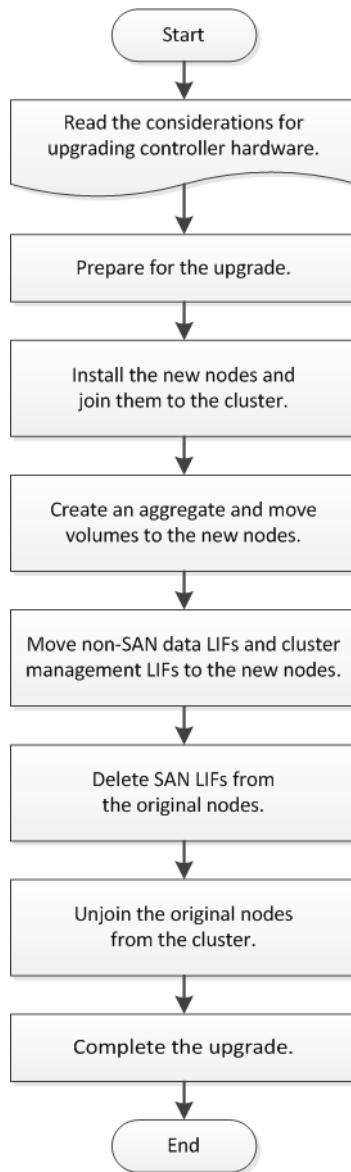 Start
Read the considerations for
upgrading controller hardware.
Prepare for the upgrade.
Install the new nodes and
join them to the cluster.
Create an aggregate and move
volumes to the new nodes.
Move non-SAN data LIFs and cluster
management LIFs to the new nodes.
Delete SAN LIFs from
the original nodes.
Unjoin the original nodes
from the cluster.
Complete the upgrade.
End